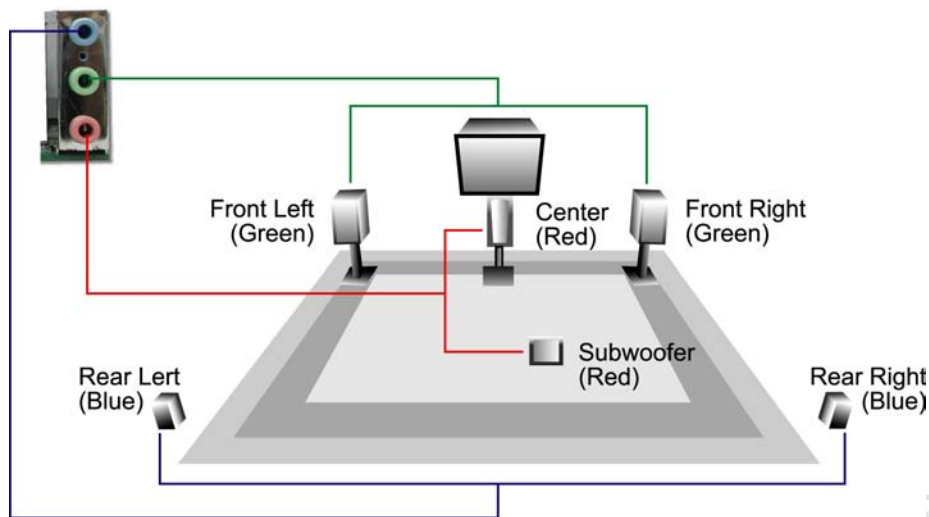 Front Left
(Green)
Center
(Red)
Front Right
(Green)
Subwoofer
(Red)
Rear Lert
(Blue)
Rear Right
(Blue)